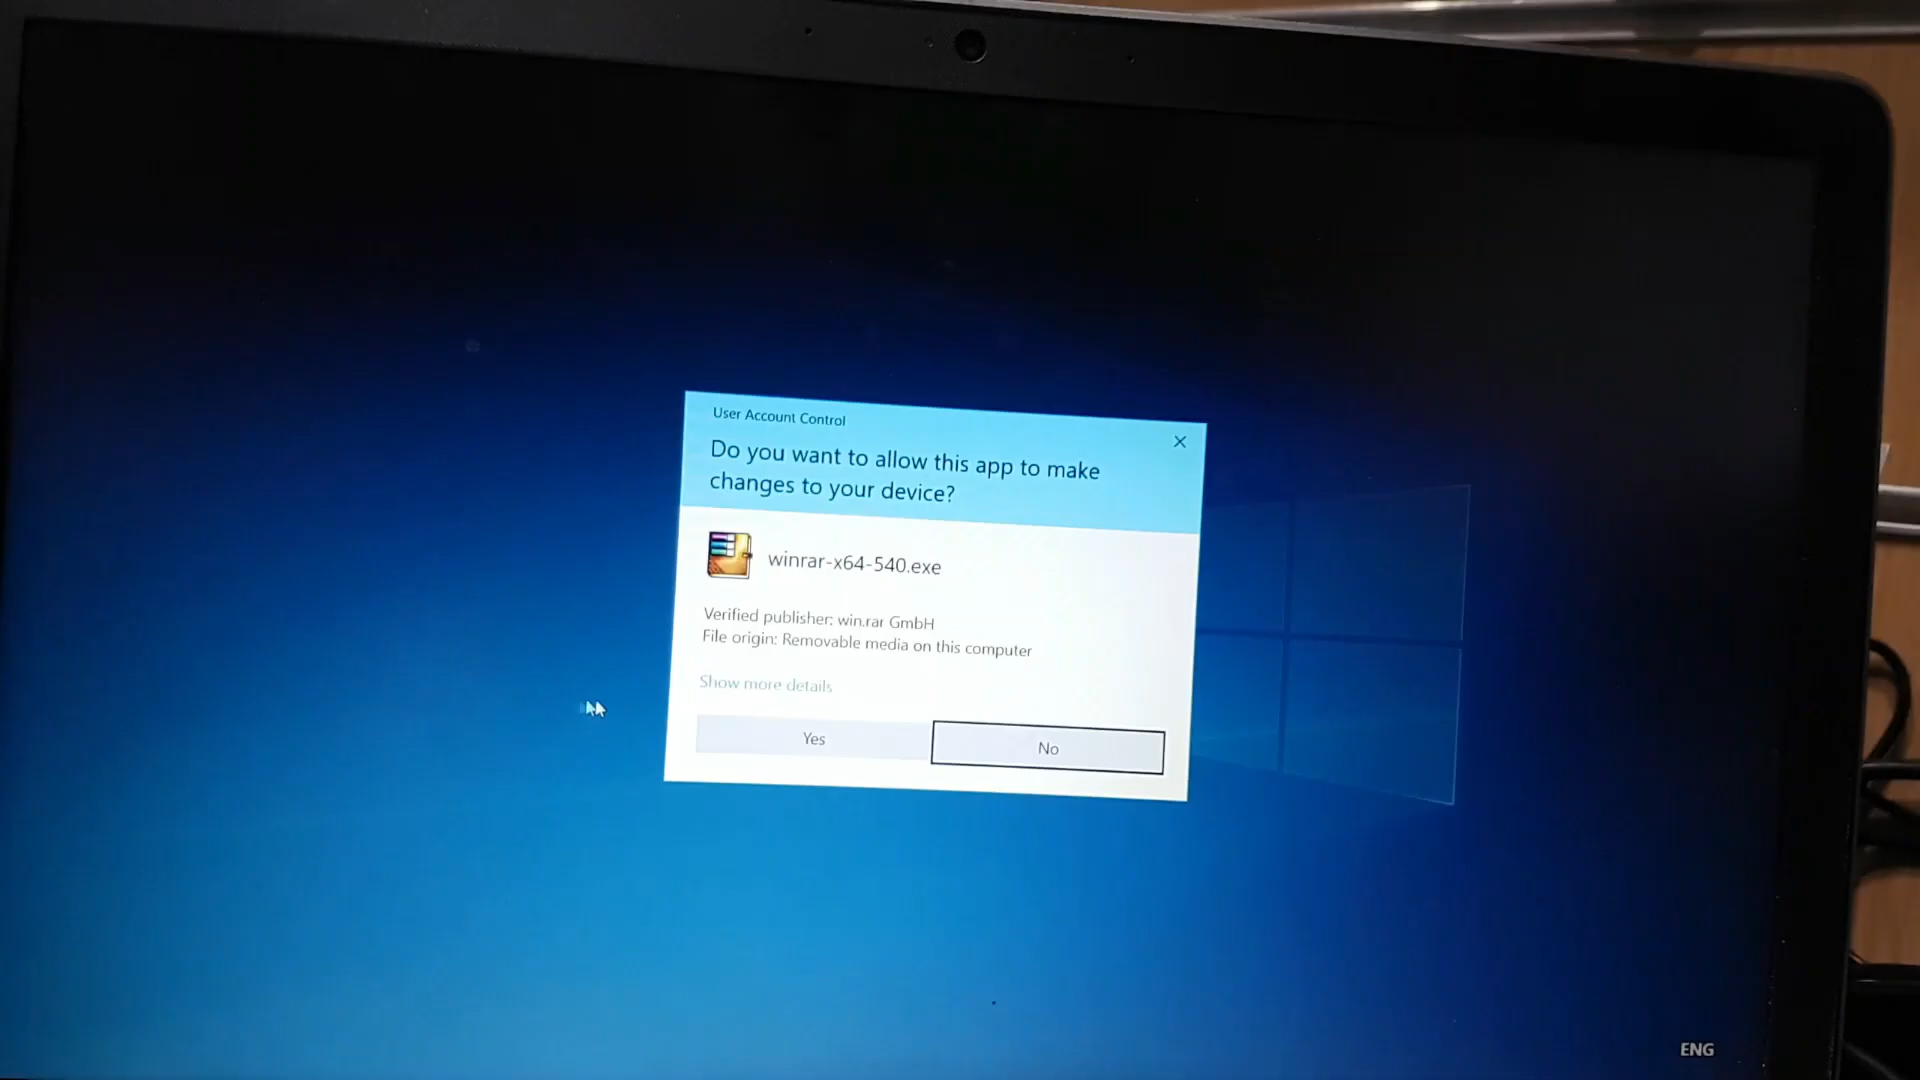 User Account Control
Do you want to allow this app to make
changes to your device?
winrar-x64-540.exe
Verified publisher: win.rar GmbH
File origin: Removable media on this computer
Show more details
Yes
No
ENG